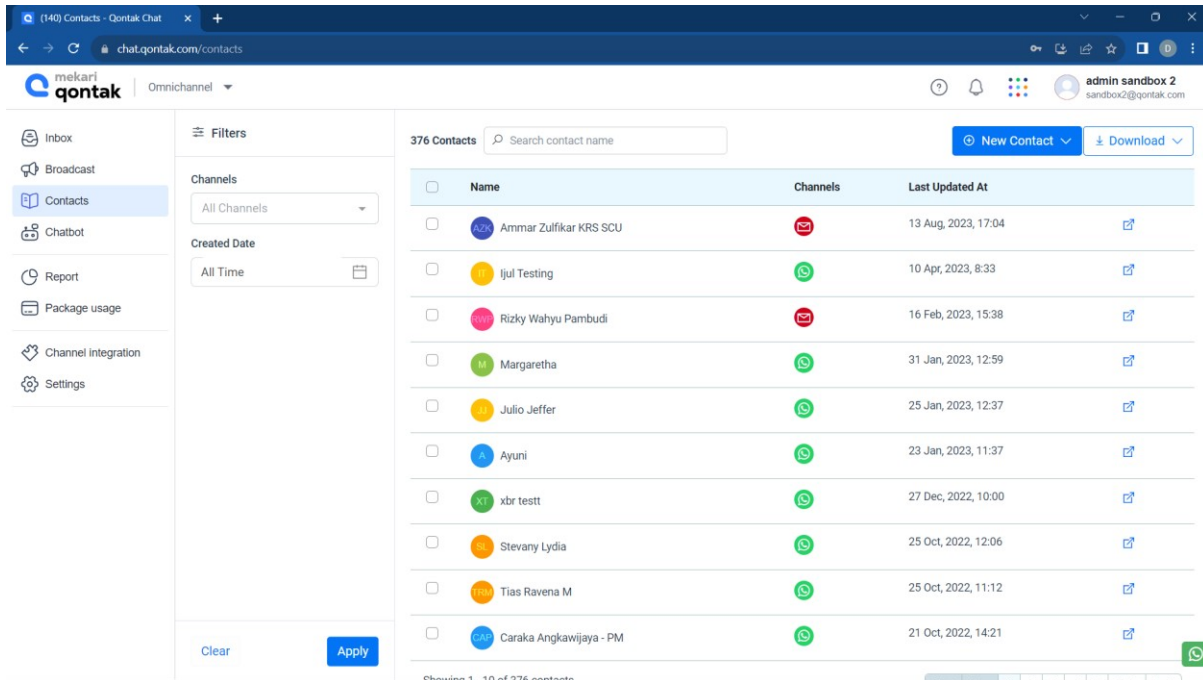 (140) Contacts - Qontak Chat
chat.qontak.com/contacts
D
mekari
qontak
Omnichannel
admin sandbox 2
sandbox2@qontak.com
Inbox
Broadcast
Contacts
Chatbot
Report
Package usage
Channel integration
Settings
Filters
Channels
All Channels
Created Date
All Time
Clear
Apply
376 Contacts
Search contact name
New Contact
Download
Name Channels Last Updated At
AZK Ammar Zulfikar KRS SCU 13 Aug, 2023, 17:04
IT Ijul Testing 10 Apr, 2023, 8:33
RWP Rizky Wahyu Pambudi 16 Feb, 2023, 15:38
M Margaretha 31 Jan, 2023, 12:59
JJ Julio Jeffer 25 Jan, 2023, 12:37
A Ayuni 23 Jan, 2023, 11:37
XT xbr testt 27 Dec, 2022, 10:00
SL Stevany Lydia 25 Oct, 2022, 12:06
TRM Tias Ravena M 25 Oct, 2022, 11:12
CAP Caraka Angkawijaya - PM 21 Oct, 2022, 14:21
Showing 1 - 10 of 376 contacts